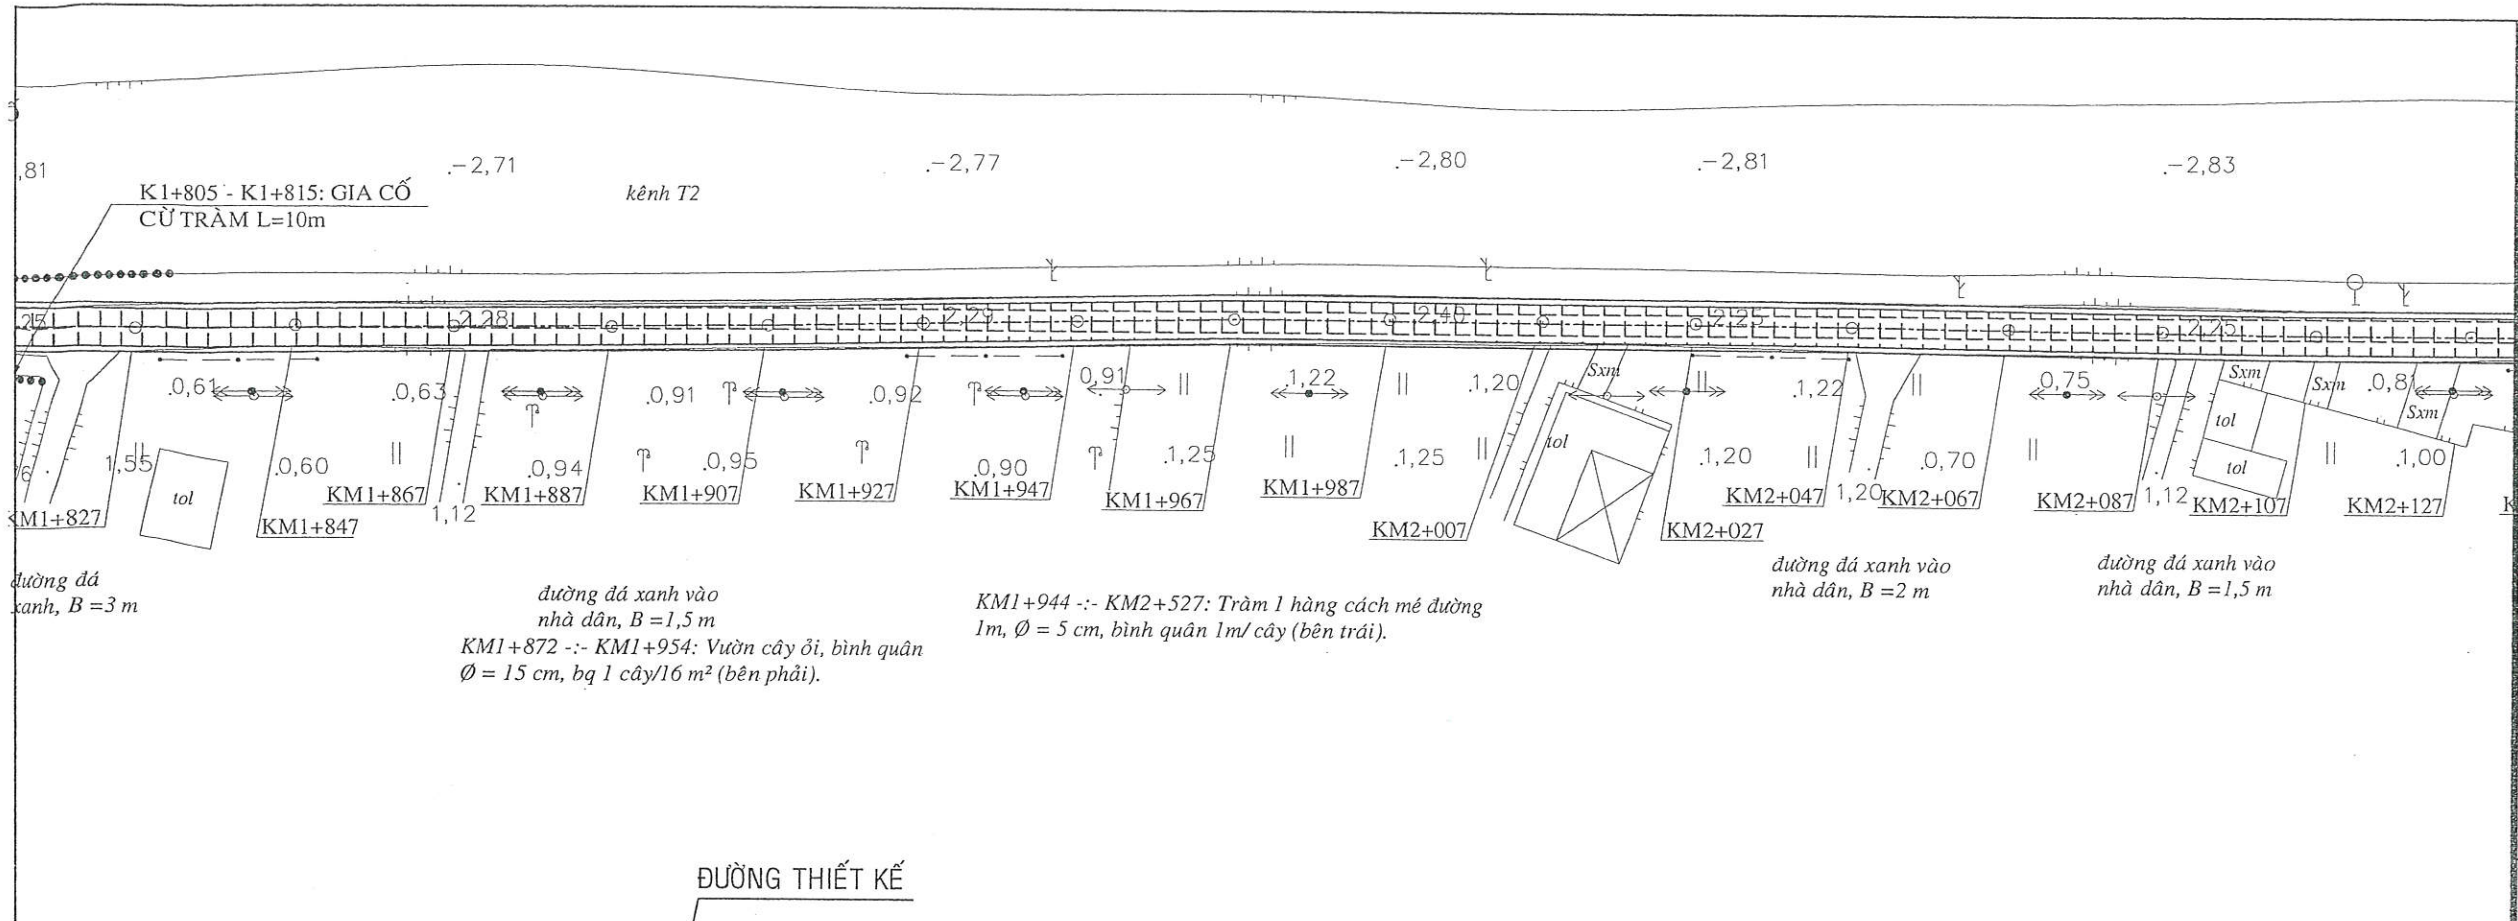 ,81
.-2,71
.-2,77
.-2,80
.-2,81
.-2,83
K1+805 - K1+815: GIA CỐ
CỪ TRÀM L=10m
kênh T2
2,28
2,29
2,40
2,25
2,25
.0,61
.0,63
.0,91
.0,92
0,91
.1,22
.1,20
Sxm
.1,22
.0,75
Sxm
Sxm
.0,81
Sxm
1,55
tol
.0,60
.0,94
.0,95
.0,90
.1,25
.1,25
tol
.1,20
.0,70
tol
tol
.1,00
KM1+827
KM1+847
KM1+867
1,12
KM1+887
KM1+907
KM1+927
KM1+947
KM1+967
KM1+987
KM2+007
KM2+027
KM2+047
1,20
KM2+067
KM2+087
1,12
KM2+107
KM2+127
đường đá
xanh, B =3 m
đường đá xanh vào
nhà dân, B =1,5 m
KM1+872 -:- KM1+954: Vườn cây ổi, bình quân
Ø = 15 cm, bq 1 cây/16 m² (bên phải).
KM1+944 -:- KM2+527: Tràm 1 hàng cách mé đường
1m, Ø = 5 cm, bình quân 1m/ cây (bên trái).
đường đá xanh vào
nhà dân, B =2 m
đường đá xanh vào
nhà dân, B =1,5 m
ĐƯỜNG THIẾT KẾ